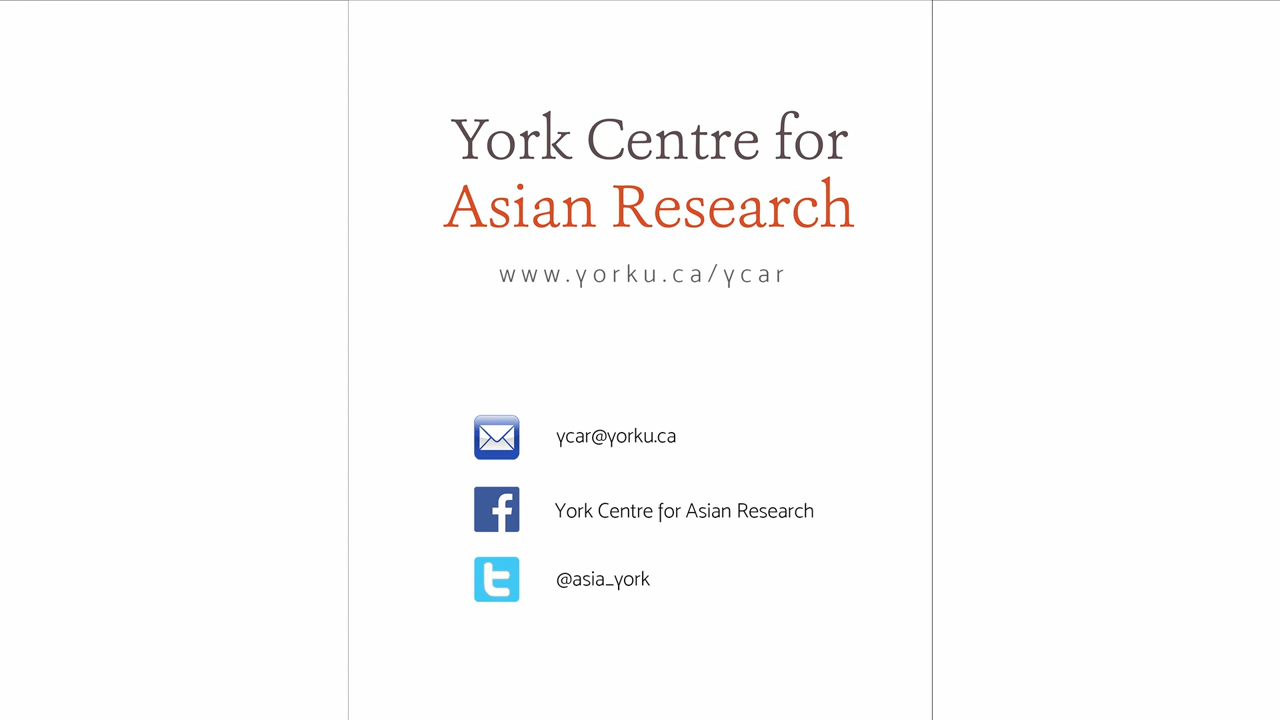 York Centre for
Asian Research
www.yorku.ca/ycar
ycar@yorku.ca
York Centre for Asian Research
@asia_york